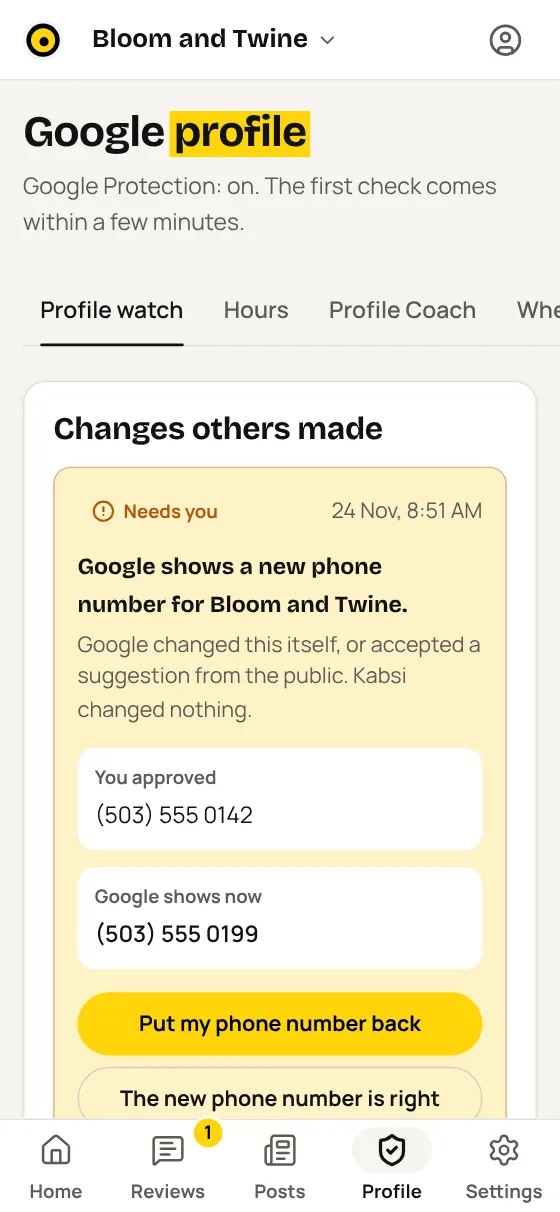 Bloom and Twine
Google profile
Google Protection: on. The first check comes
within a few minutes.
Profile watch Hours Profile Coach Whe
Changes others made
Needs you 24 Nov, 8:51 AM
Google shows a new phone
number for Bloom and Twine.
Google changed this itself, or accepted a
suggestion from the public. Kabsi
changed nothing.
You approved
(503) 555 0142
Google shows now
(503) 555 0199
Put my phone number back
The new phone number is right
1
Home Reviews Posts Profile Settings